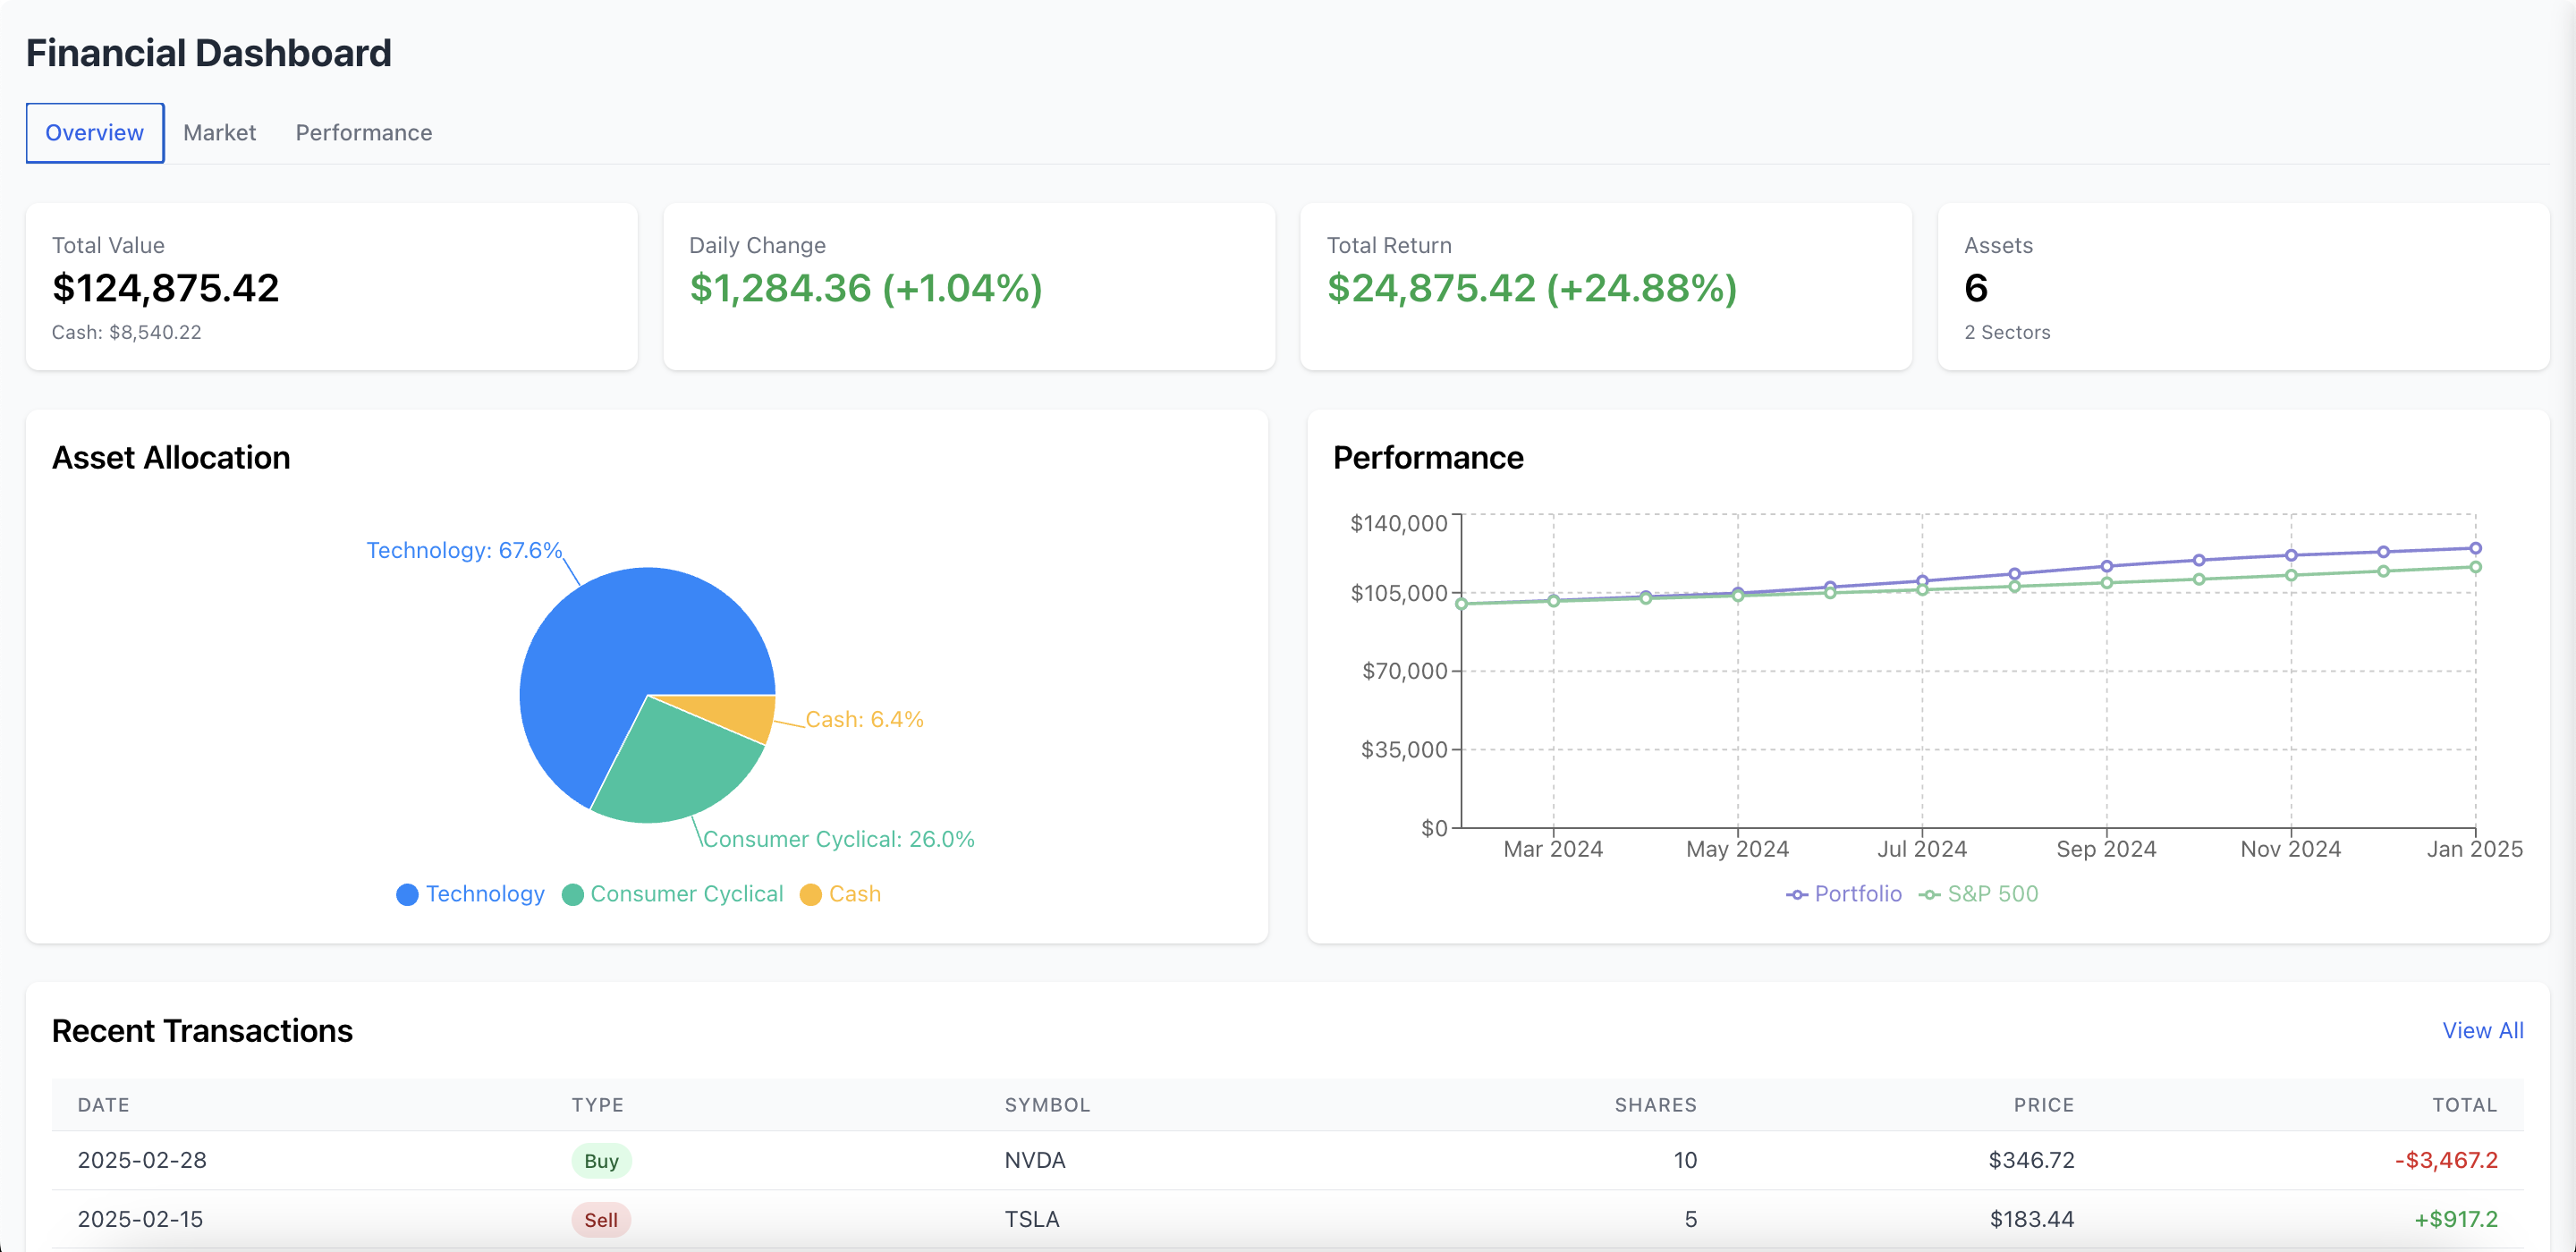 Financial Dashboard
Overview Market Performance
Total Value
$124,875.42
Cash: $8,540.22
Daily Change
$1,284.36 (+1.04%)
Total Return
$24,875.42 (+24.88%)
Assets
6
2 Sectors
Asset Allocation
Technology: 67.6%
Cash: 6.4%
Consumer Cyclical: 26.0%
Technology Consumer Cyclical Cash
Performance
$140,000
$105,000
$70,000
$35,000
$0
Mar 2024 May 2024 Jul 2024 Sep 2024 Nov 2024 Jan 2025
Portfolio S&P 500
Recent Transactions
View All
DATE TYPE SYMBOL SHARES PRICE TOTAL
2025-02-28 Buy NVDA 10 $346.72 -$3,467.2
2025-02-15 Sell TSLA 5 $183.44 +$917.2